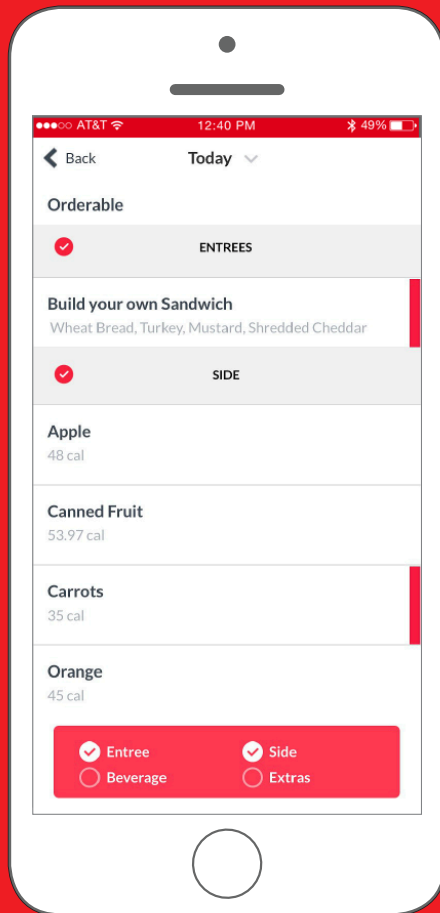 AT&T 12:40 PM 49%
Back Today
Orderable
ENTREES
Build your own Sandwich
Wheat Bread, Turkey, Mustard, Shredded Cheddar
SIDE
Apple
48 cal
Canned Fruit
53.97 cal
Carrots
35 cal
Orange
45 cal
Entree Side
Beverage Extras